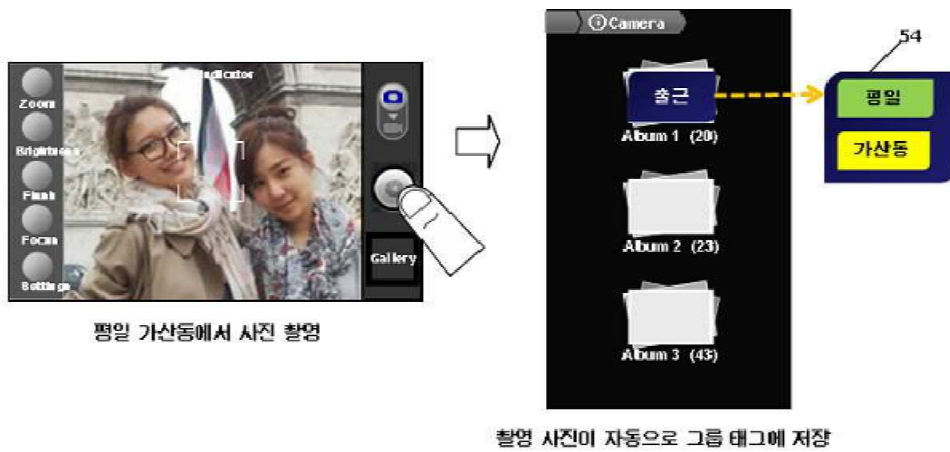 Indicator
Zoom
Brightness
Flash
Focus
Settings
Gallery
평일 가산동에서 사진 촬영
Camera
출근
Album 1 (20)
Album 2 (23)
Album 3 (43)
54
평일
가산동
촬영 사진이 자동으로 그룹 태그에 저장